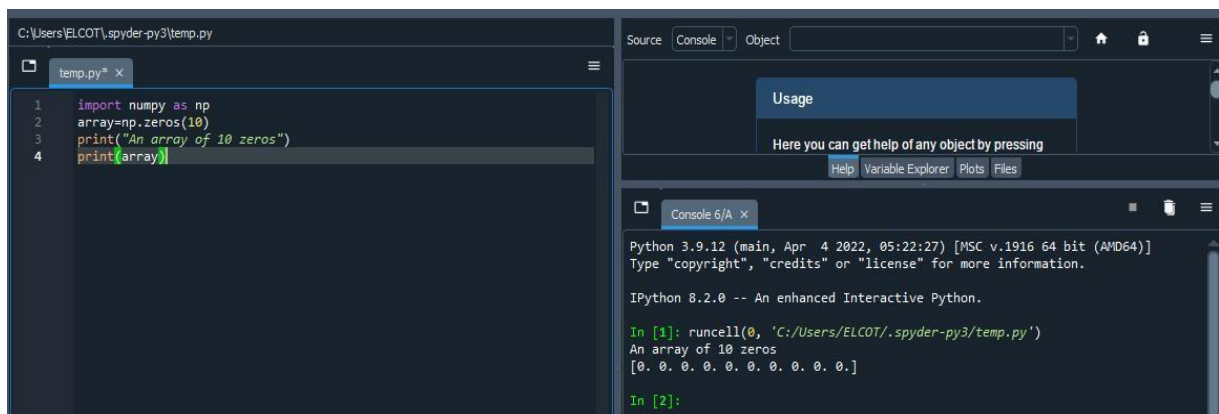 C:\Users\ELCOT\.spyder-py3\temp.py
temp.py* ×
1 import numpy as np
2 array=np.zeros(10)
3 print("An array of 10 zeros")
4 print(array)
Source Console Object
Usage
Here you can get help of any object by pressing
Help Variable Explorer Plots Files
Console 6/A ×
Python 3.9.12 (main, Apr  4 2022, 05:22:27) [MSC v.1916 64 bit (AMD64)]
Type "copyright", "credits" or "license" for more information.
IPython 8.2.0 -- An enhanced Interactive Python.
In [1]: runcell(0, 'C:/Users/ELCOT/.spyder-py3/temp.py')
An array of 10 zeros
[0. 0. 0. 0. 0. 0. 0. 0. 0. 0.]
In [2]: